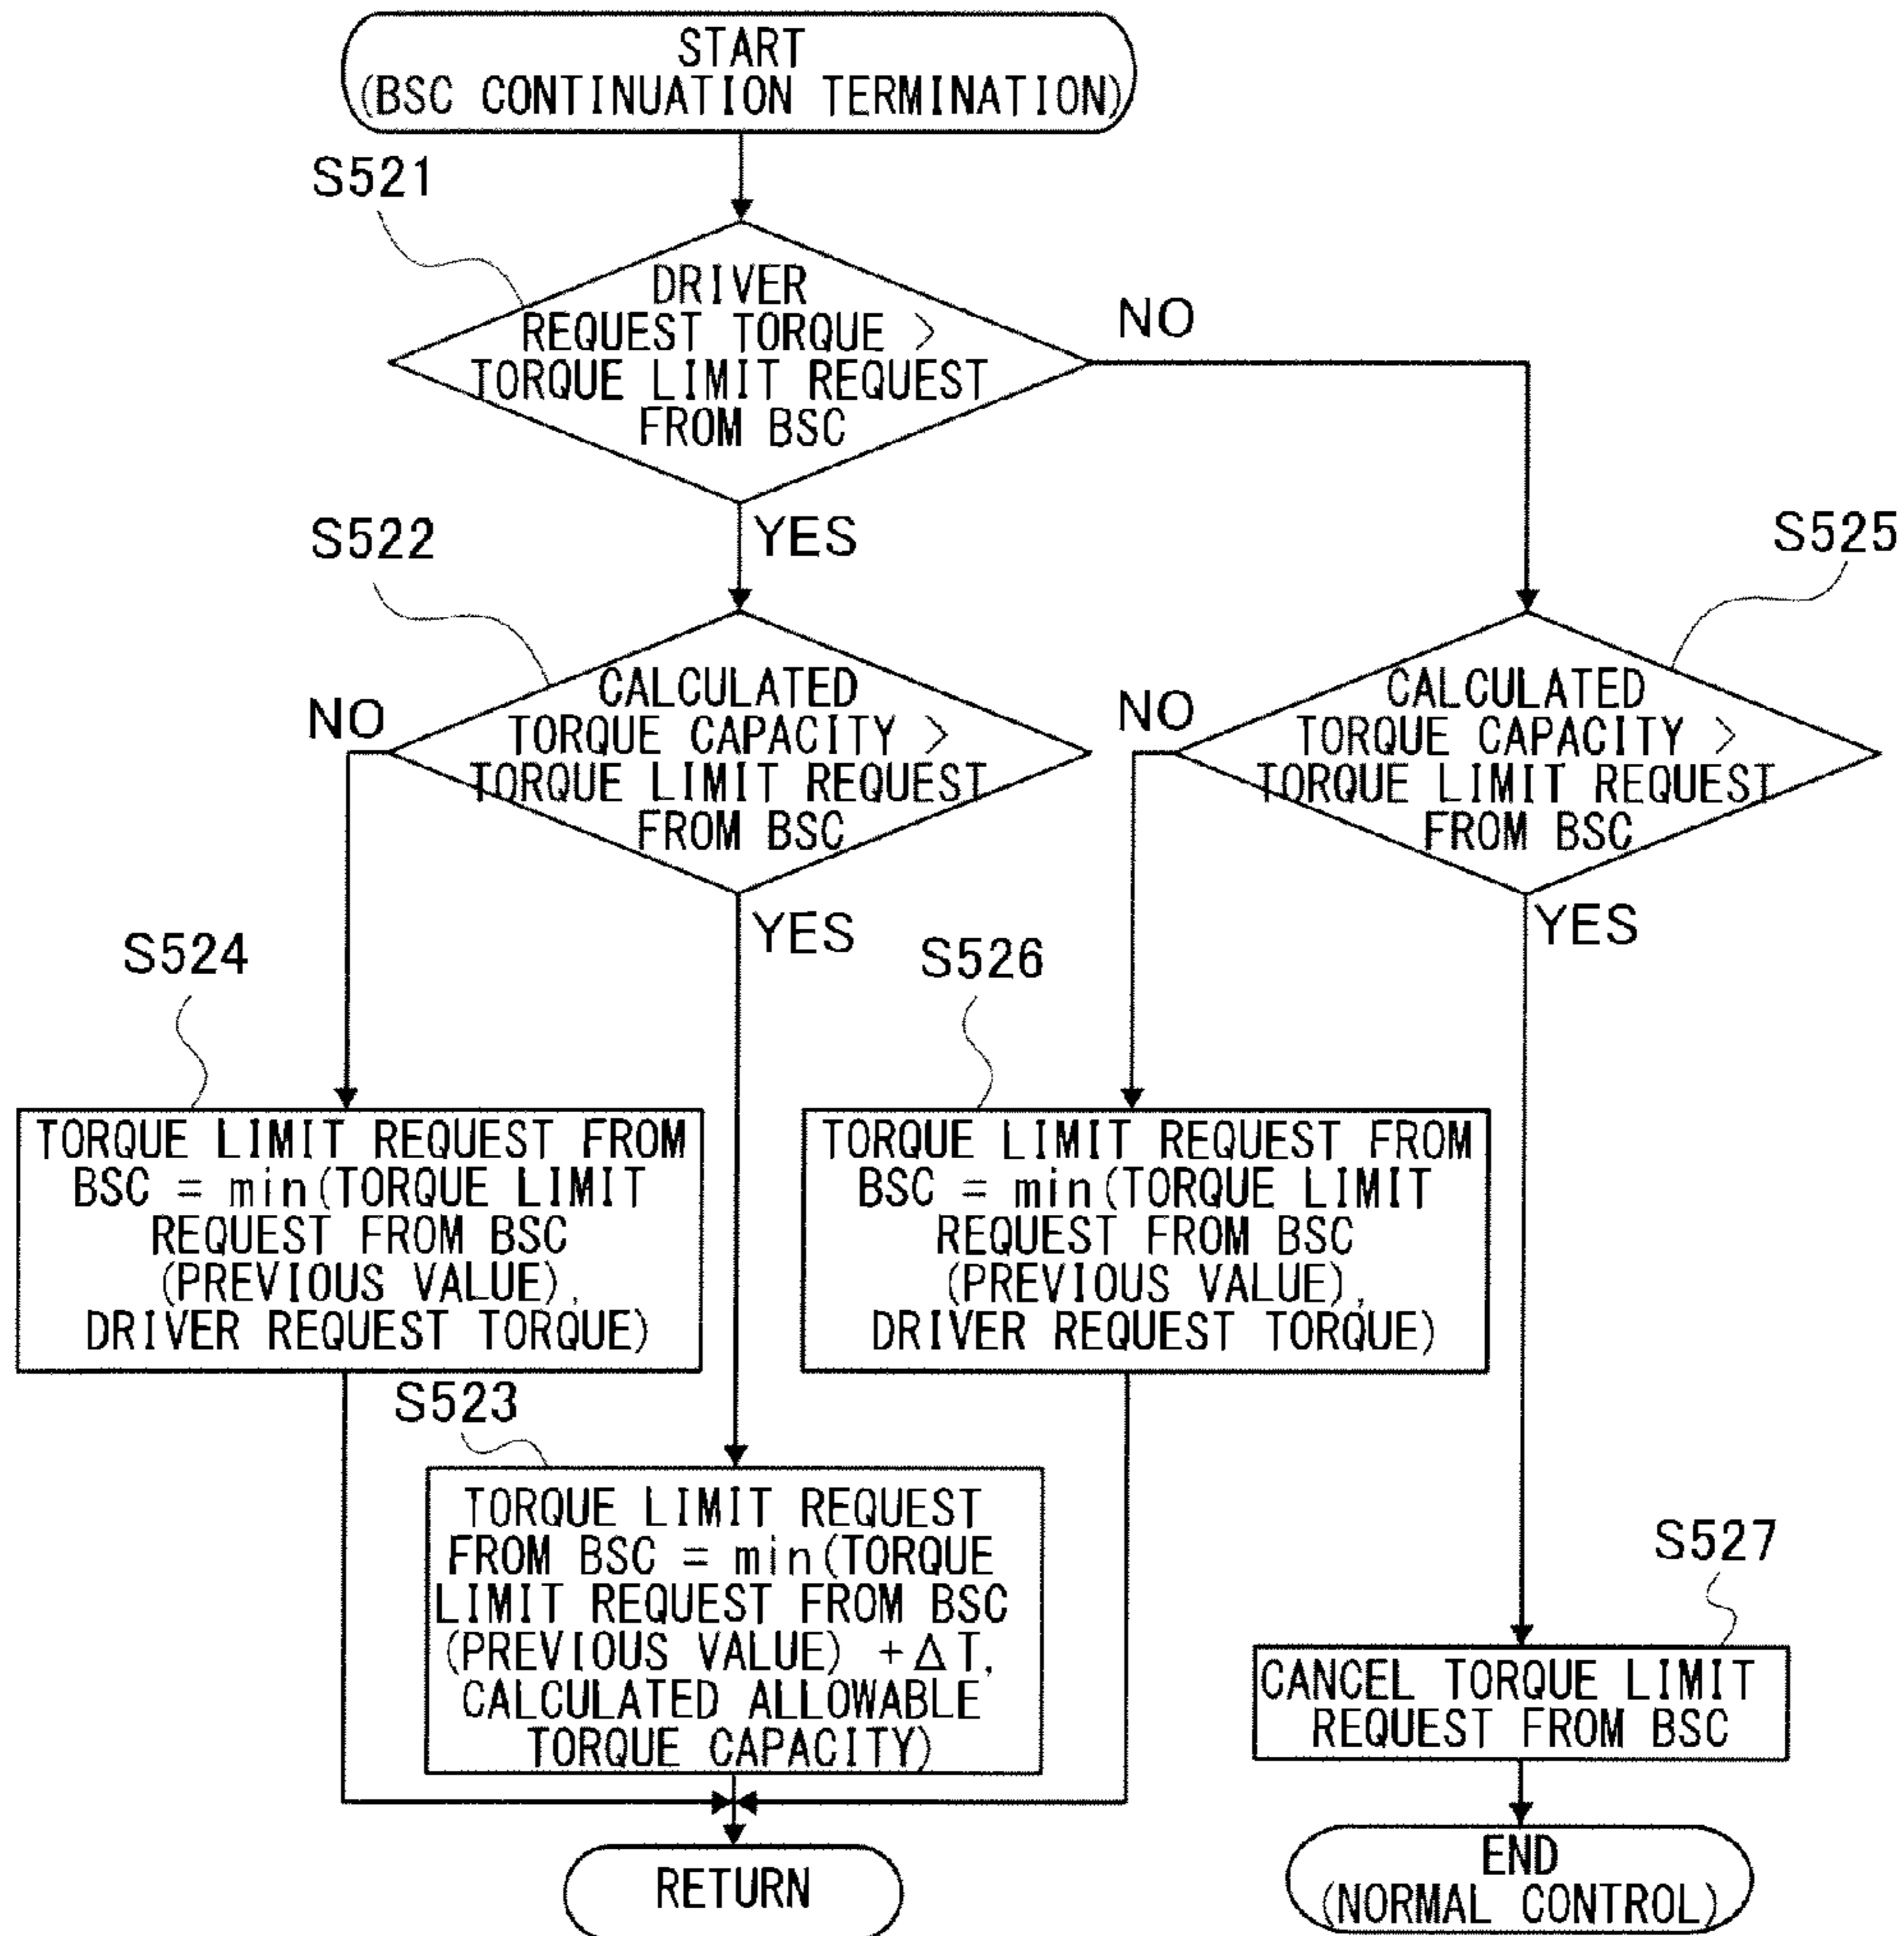 START
(BSC CONTINUATION TERMINATION)
S521
DRIVER
REQUEST TORQUE >
TORQUE LIMIT REQUEST
FROM BSC
NO
YES
S522
CALCULATED
TORQUE CAPACITY >
TORQUE LIMIT REQUEST
FROM BSC
NO
YES
S525
CALCULATED
TORQUE CAPACITY >
TORQUE LIMIT REQUEST
FROM BSC
NO
YES
S524
TORQUE LIMIT REQUEST FROM
BSC = min(TORQUE LIMIT
REQUEST FROM BSC
(PREVIOUS VALUE),
DRIVER REQUEST TORQUE)
S526
TORQUE LIMIT REQUEST FROM
BSC = min(TORQUE LIMIT
REQUEST FROM BSC
(PREVIOUS VALUE),
DRIVER REQUEST TORQUE)
S523
TORQUE LIMIT REQUEST
FROM BSC = min(TORQUE
LIMIT REQUEST FROM BSC
(PREVIOUS VALUE) +ΔT,
CALCULATED ALLOWABLE
TORQUE CAPACITY)
S527
CANCEL TORQUE LIMIT
REQUEST FROM BSC
RETURN
END
(NORMAL CONTROL)